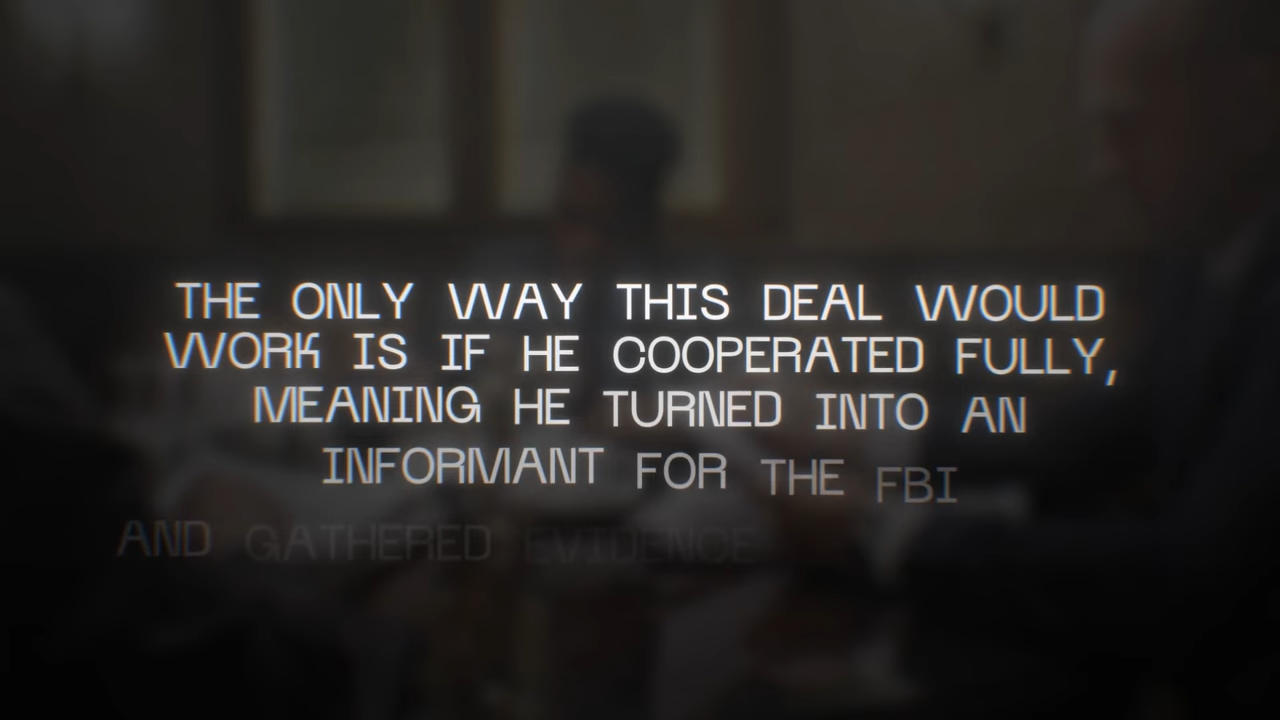 THE ONLY WAY THIS DEAL WOULD
WORK IS IF HE COOPERATED FULLY,
MEANING HE TURNED INTO AN
INFORMANT FOR THE FBI
AND GATHERED EVIDENCE